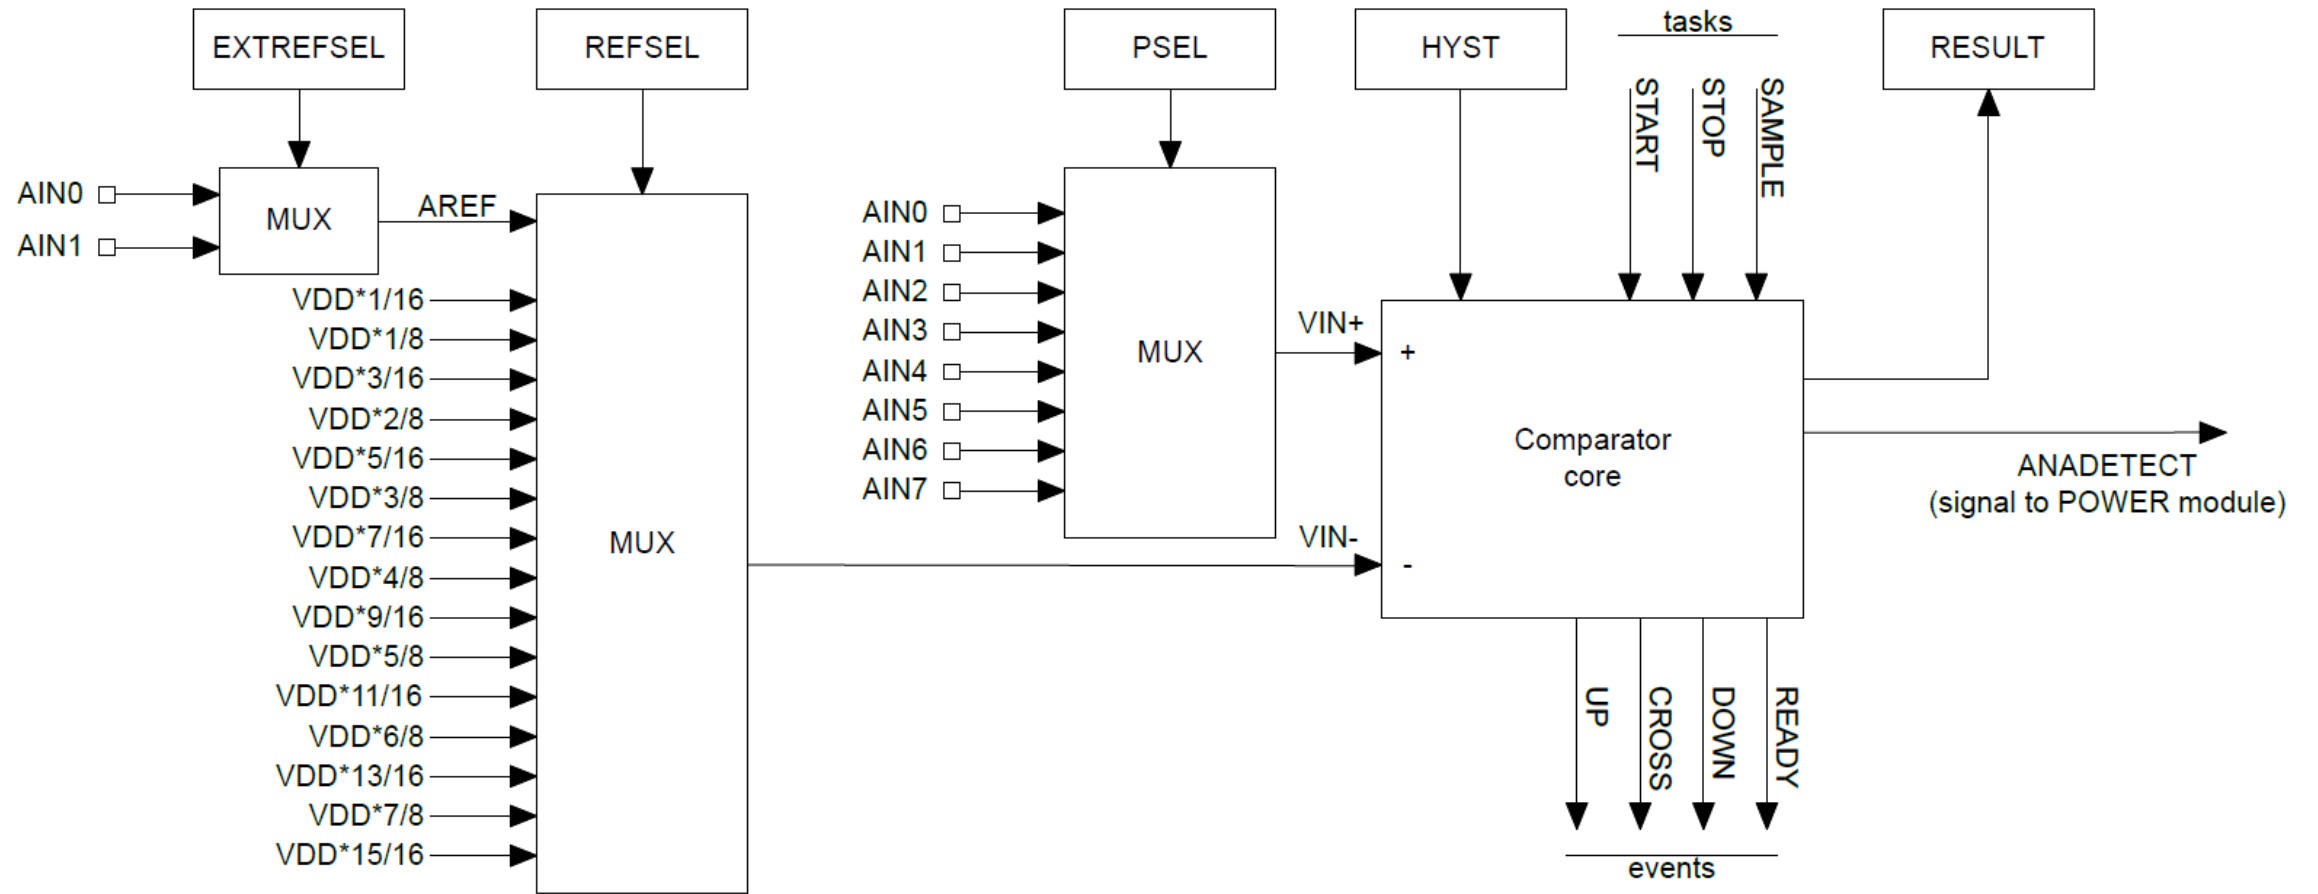 EXTREFSEL
REFSEL
PSEL
HYST
tasks
RESULT
START
STOP
SAMPLE
AIN0
AIN1
MUX
AREF
VDD*1/16
VDD*1/8
VDD*3/16
VDD*2/8
VDD*5/16
VDD*3/8
VDD*7/16
VDD*4/8
VDD*9/16
VDD*5/8
VDD*11/16
VDD*6/8
VDD*13/16
VDD*7/8
VDD*15/16
MUX
AIN0
AIN1
AIN2
AIN3
AIN4
AIN5
AIN6
AIN7
MUX
VIN+
VIN-
+
-
Comparator
core
ANADETECT
(signal to POWER module)
UP
CROSS
DOWN
READY
events